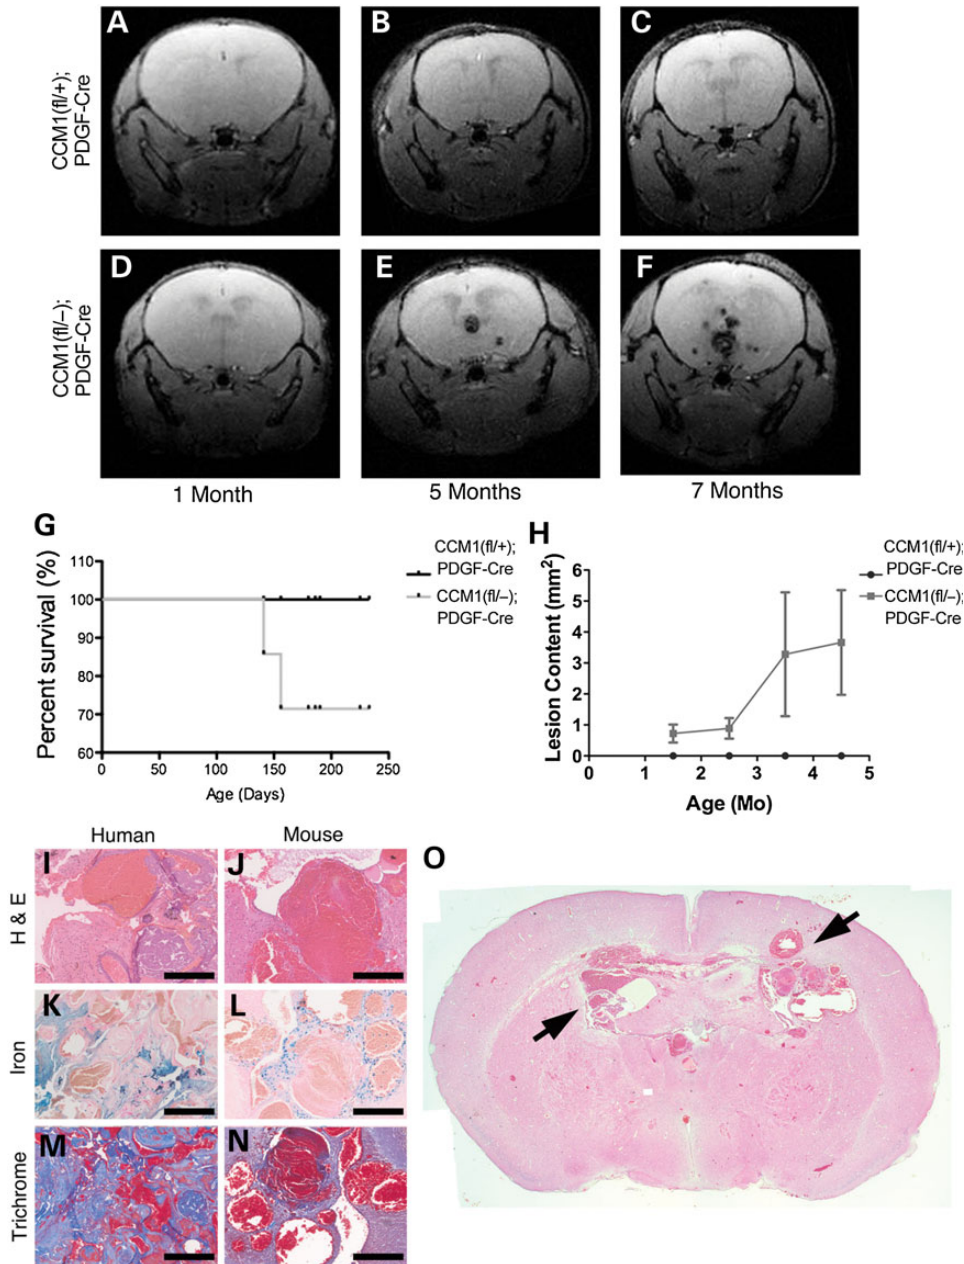 A
B
C
CCM1(fl/+);
PDGF-Cre
D
E
F
CCM1(fl/–);
PDGF-Cre
1 Month
5 Months
7 Months
G
Percent survival (%)
110
100
90
80
70
60
0
50
100
150
200
250
Age (Days)
CCM1(fl/+);
PDGF-Cre
CCM1(fl/–);
PDGF-Cre
H
Lesion Content (mm²)
6
5
4
3
2
1
0
0
1
2
3
4
5
Age (Mo)
CCM1(fl/+);
PDGF-Cre
CCM1(fl/–);
PDGF-Cre
Human
Mouse
H & E
I
J
Iron
K
L
Trichrome
M
N
O